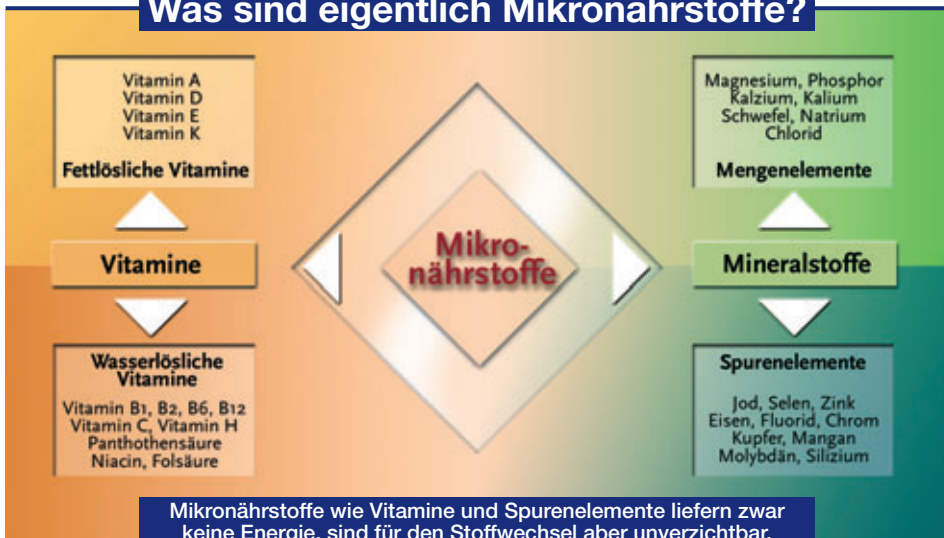 Was sind eigentlich Mikronährstoffe?
Vitamin A
Vitamin D
Vitamin E
Vitamin K
Fettlösliche Vitamine
Vitamine
Wasserlösliche
Vitamine
Vitamin B1, B2, B6, B12
Vitamin C, Vitamin H
Panthothensäure
Niacin, Folsäure
Mikro-
nährstoffe
Magnesium, Phosphor
Kalzium, Kalium
Schwefel, Natrium
Chlorid
Mengenelemente
Mineralstoffe
Spurenelemente
Jod, Selen, Zink
Eisen, Fluorid, Chrom
Kupfer, Mangan
Molybdän, Silizium
Mikronährstoffe wie Vitamine und Spurenelemente liefern zwar
keine Energie, sind für den Stoffwechsel aber unverzichtbar.